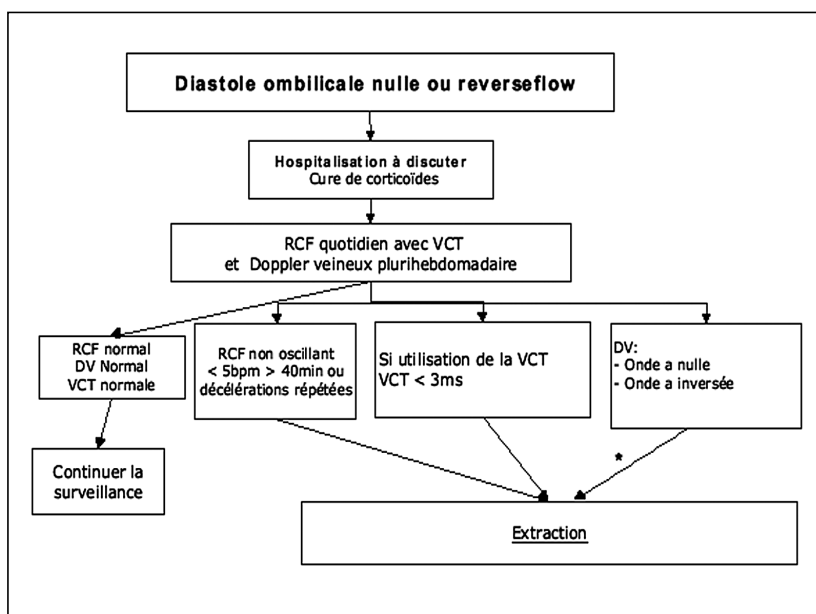 Diastole ombilicale nulle ou reverseflow
Hospitalisation à discuter
Cure de corticoïdes
RCF quotidien avec VCT
et Doppler veineux plurihebdomadaire
RCF normal
DV Normal
VCT normale
RCF non oscillant
< 5bpm > 40min ou
décélérations répétées
Si utilisation de la VCT
VCT < 3ms
DV:
- Onde a nulle
- Onde a inversée
*
Continuer la
surveillance
Extraction